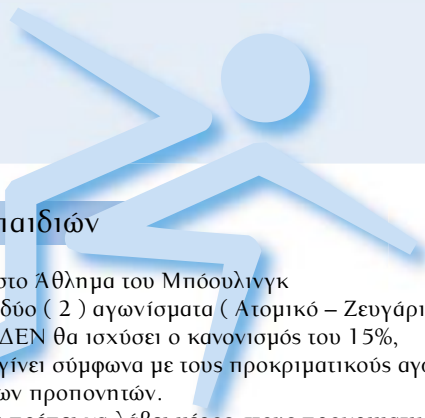 παιδιών
στο Άθλημα του Μπόουλινγκ
δύο ( 2 ) αγωνίσματα ( Ατομικό – Ζευγάρι
ΔΕΝ θα ισχύσει ο κανονισμός του 15%,
γίνει σύμφωνα με τους προκριματικούς αγ
ων προπονητών.